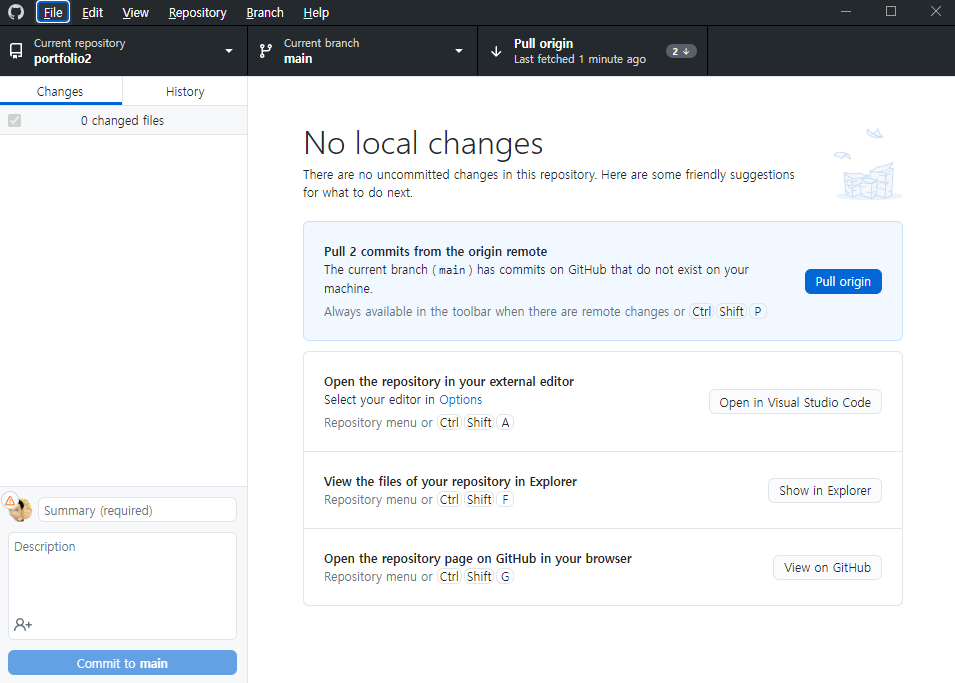 File Edit View Repository Branch Help
Current repository
portfolio2
Current branch
main
Pull origin
Last fetched 1 minute ago
2
Changes History
0 changed files
No local changes
There are no uncommitted changes in this repository. Here are some friendly suggestions
for what to do next.
Pull 2 commits from the origin remote
The current branch (main) has commits on GitHub that do not exist on your
machine.
Always available in the toolbar when there are remote changes or Ctrl Shift P
Pull origin
Open the repository in your external editor
Select your editor in Options
Repository menu or Ctrl Shift A
Open in Visual Studio Code
View the files of your repository in Explorer
Repository menu or Ctrl Shift F
Show in Explorer
Open the repository page on GitHub in your browser
Repository menu or Ctrl Shift G
View on GitHub
Summary (required)
Description
Commit to main